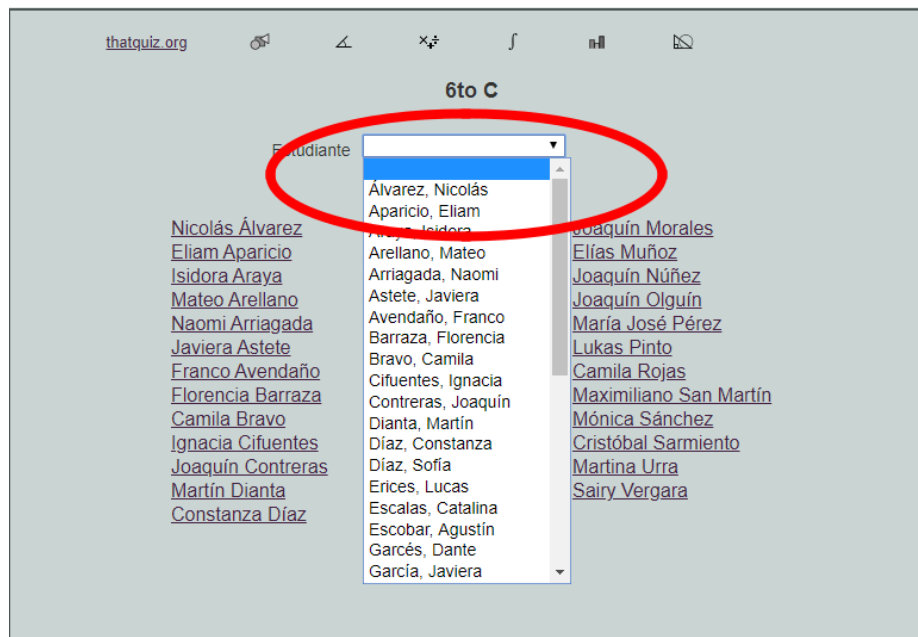 thatquiz.org
6to C
Estudiante
Álvarez, Nicolás
Aparicio, Eliam
Araya, Isidora
Arellano, Mateo
Arriagada, Naomi
Astete, Javiera
Avendaño, Franco
Barraza, Florencia
Bravo, Camila
Cifuentes, Ignacia
Contreras, Joaquín
Dianta, Martín
Díaz, Constanza
Díaz, Sofía
Erices, Lucas
Escalas, Catalina
Escobar, Agustín
Garcés, Dante
García, Javiera
Nicolás Álvarez
Eliam Aparicio
Isidora Araya
Mateo Arellano
Naomi Arriagada
Javiera Astete
Franco Avendaño
Florencia Barraza
Camila Bravo
Ignacia Cifuentes
Joaquín Contreras
Martín Dianta
Constanza Díaz
Joaquín Morales
Elías Muñoz
Joaquín Núñez
Joaquín Olguín
María José Pérez
Lukas Pinto
Camila Rojas
Maximiliano San Martín
Mónica Sánchez
Cristóbal Sarmiento
Martina Urra
Sairy Vergara